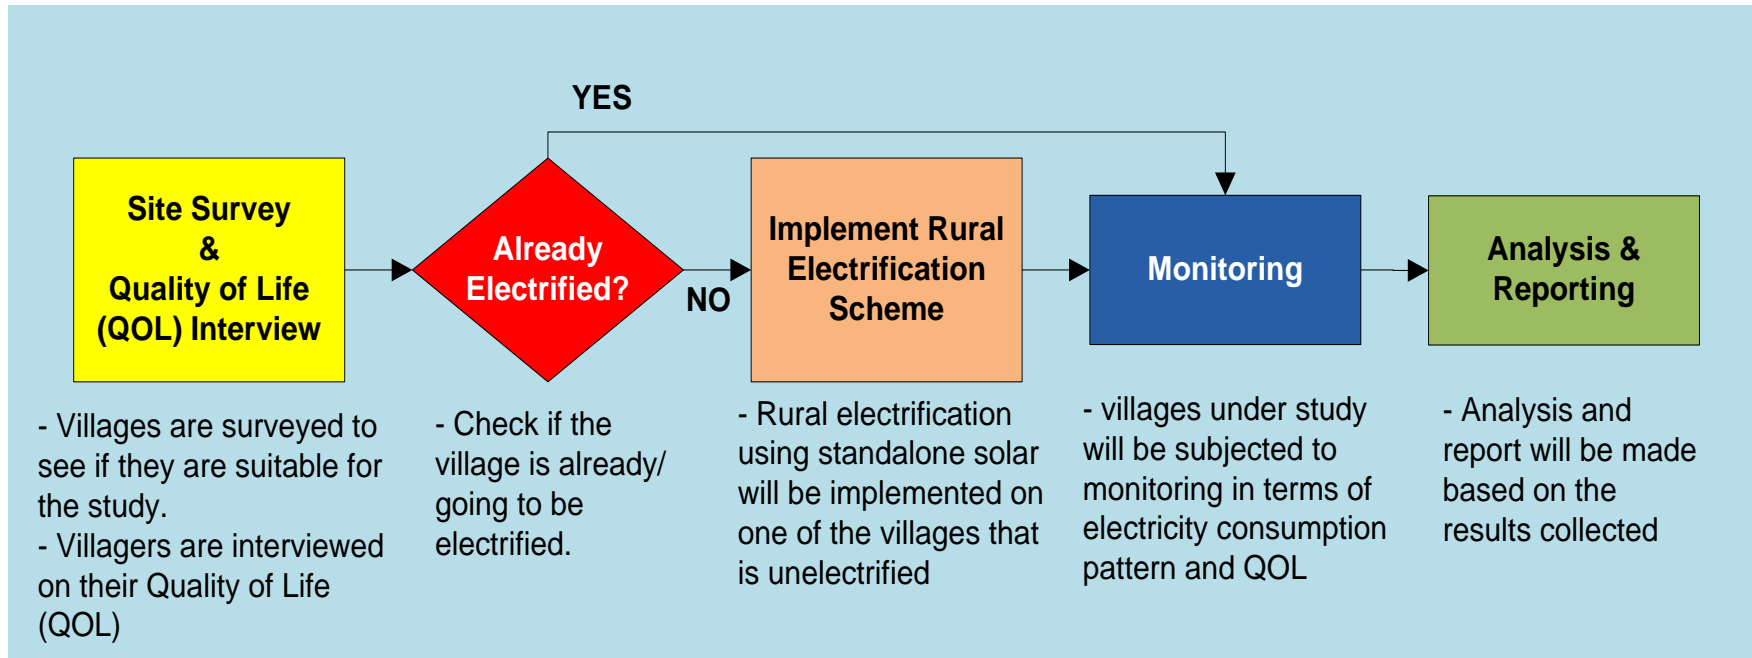 YES
Site Survey
&
Quality of Life
(QOL) Interview
Already
Electrified?
NO
Implement Rural
Electrification
Scheme
Monitoring
Analysis &
Reporting
- Villages are surveyed to
see if they are suitable for
the study.
- Villagers are interviewed
on their Quality of Life
(QOL)
- Check if the
village is already/
going to be
electrified.
- Rural electrification
using standalone solar
will be implemented on
one of the villages that
is unelectrified
- villages under study
will be subjected to
monitoring in terms of
electricity consumption
pattern and QOL
- Analysis and
report will be made
based on the
results collected